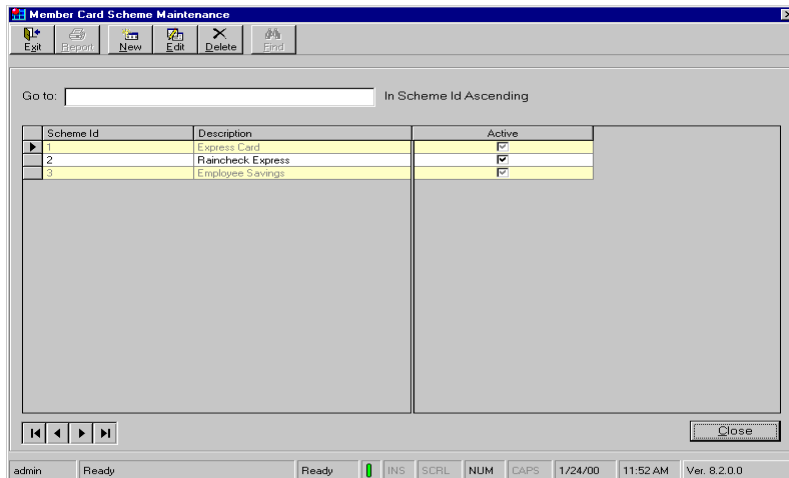 Member Card Scheme Maintenance
Exit Report New Edit Delete Find
Go to: In Scheme Id Ascending
Scheme Id Description Active
1 Express Card
2 Raincheck Express
3 Employee Savings
Close
admin Ready Ready INS SCRL NUM CAPS 1/24/00 11:52 AM Ver. 8.2.0.0